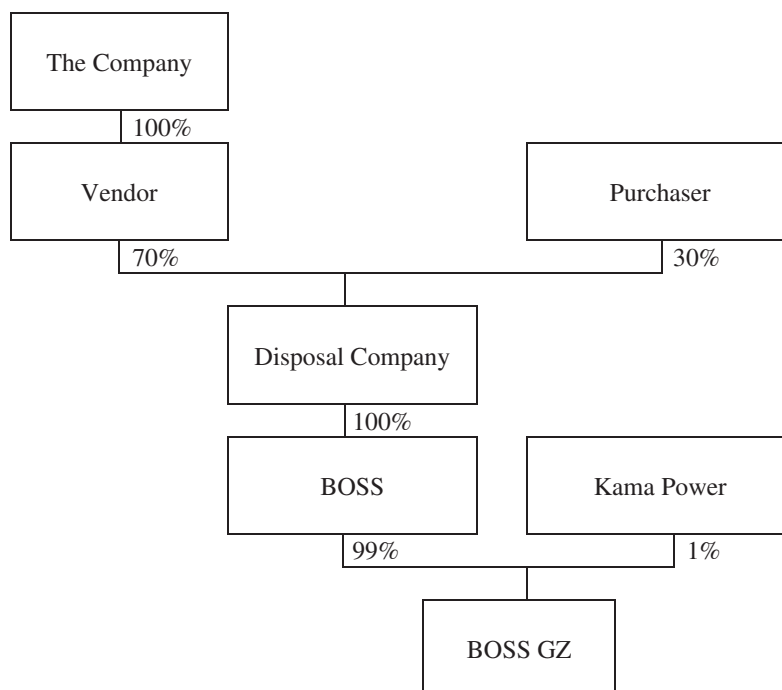 The Company
100%
Vendor
Purchaser
70%
30%
Disposal Company
100%
BOSS
Kama Power
99%
1%
BOSS GZ